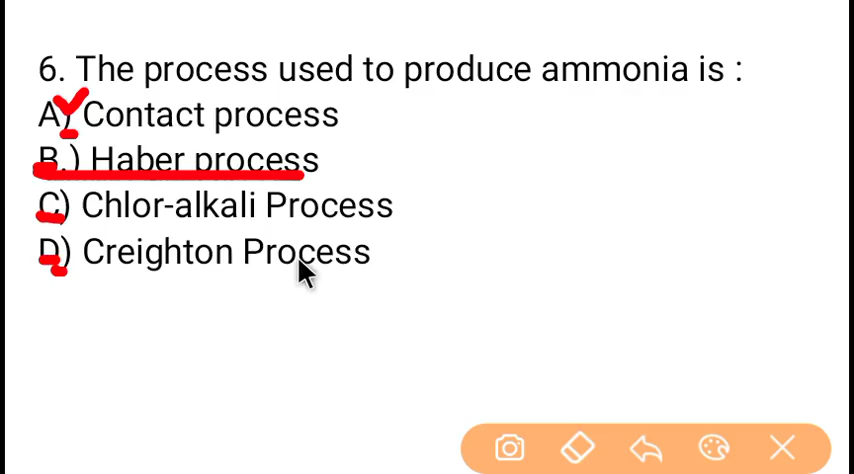 6. The process used to produce ammonia is :
A) Contact process
B.) Haber process
C) Chlor-alkali Process
D) Creighton Process